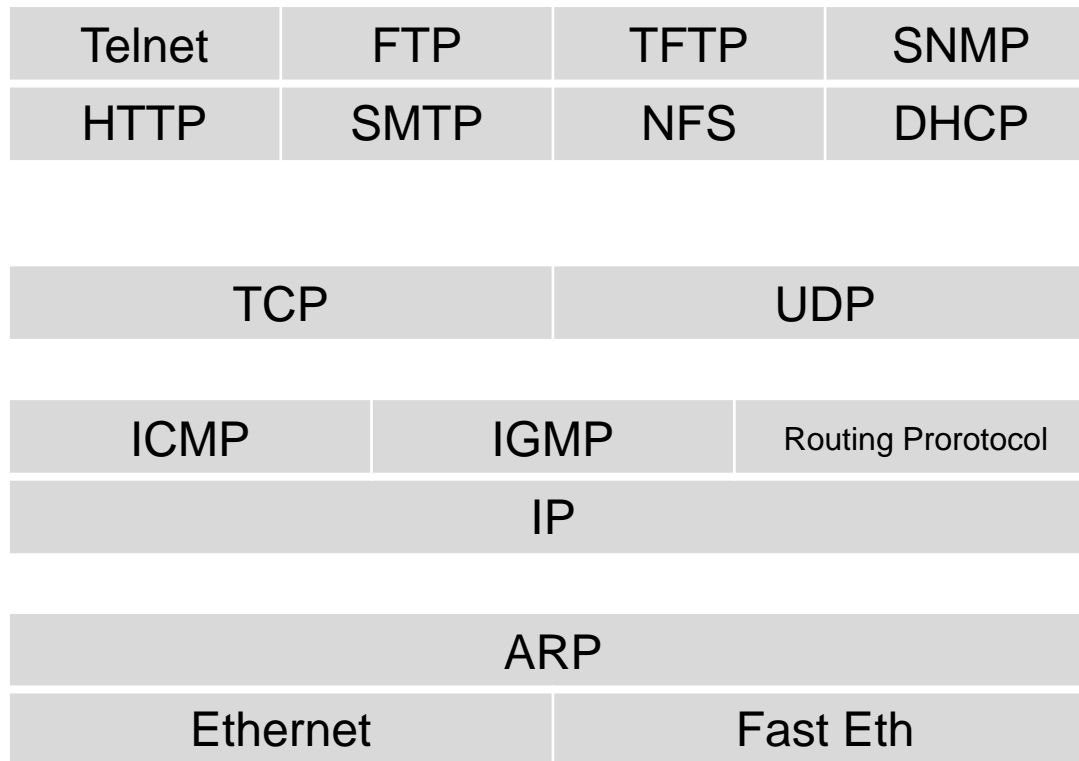 Telnet FTP TFTP SNMP
HTTP SMTP NFS DHCP
TCP UDP
ICMP IGMP Routing Prorotocol
IP
ARP
Ethernet Fast Eth